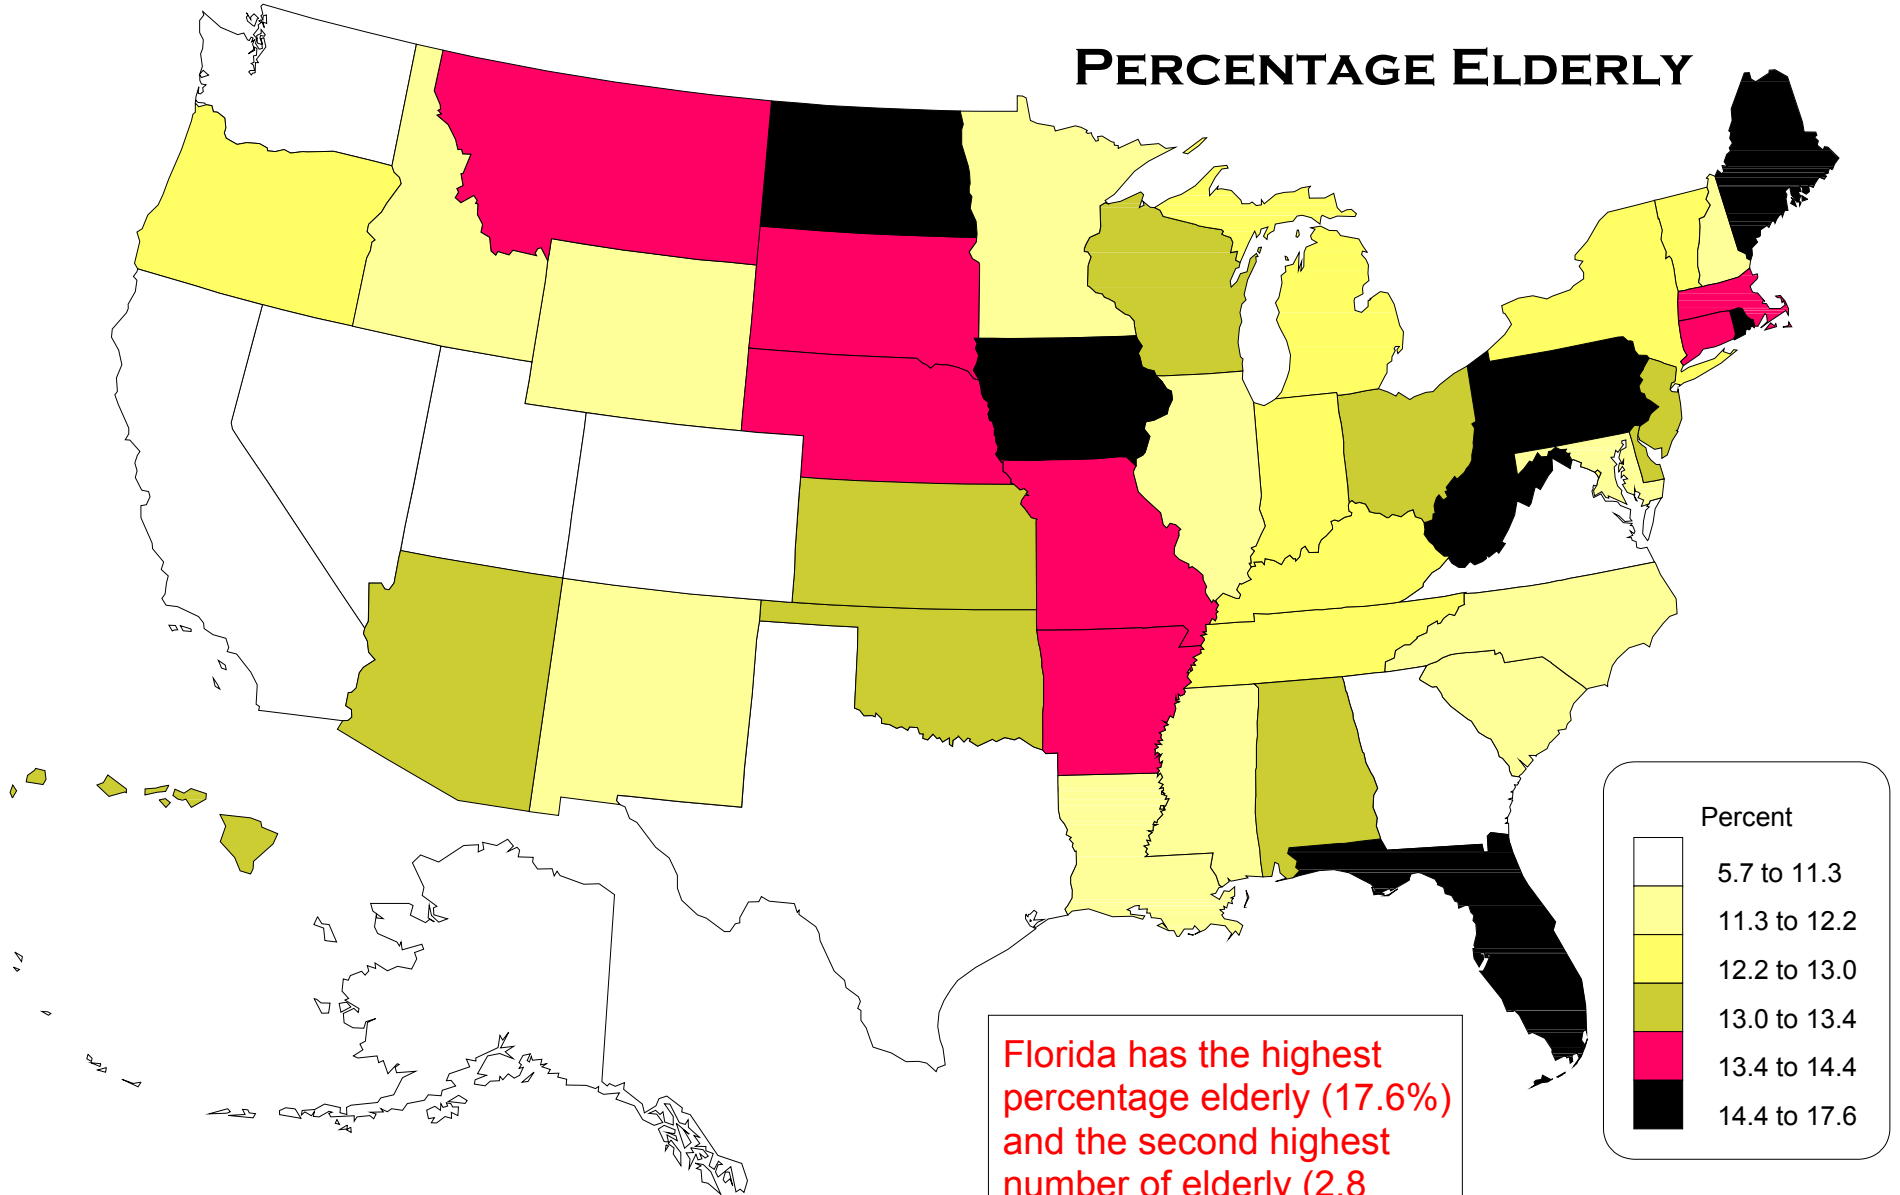 PERCENTAGE ELDERLY
Percent
5.7 to 11.3
11.3 to 12.2
12.2 to 13.0
13.0 to 13.4
13.4 to 14.4
14.4 to 17.6
Florida has the highest
percentage elderly (17.6%)
and the second highest
number of elderly (2.8